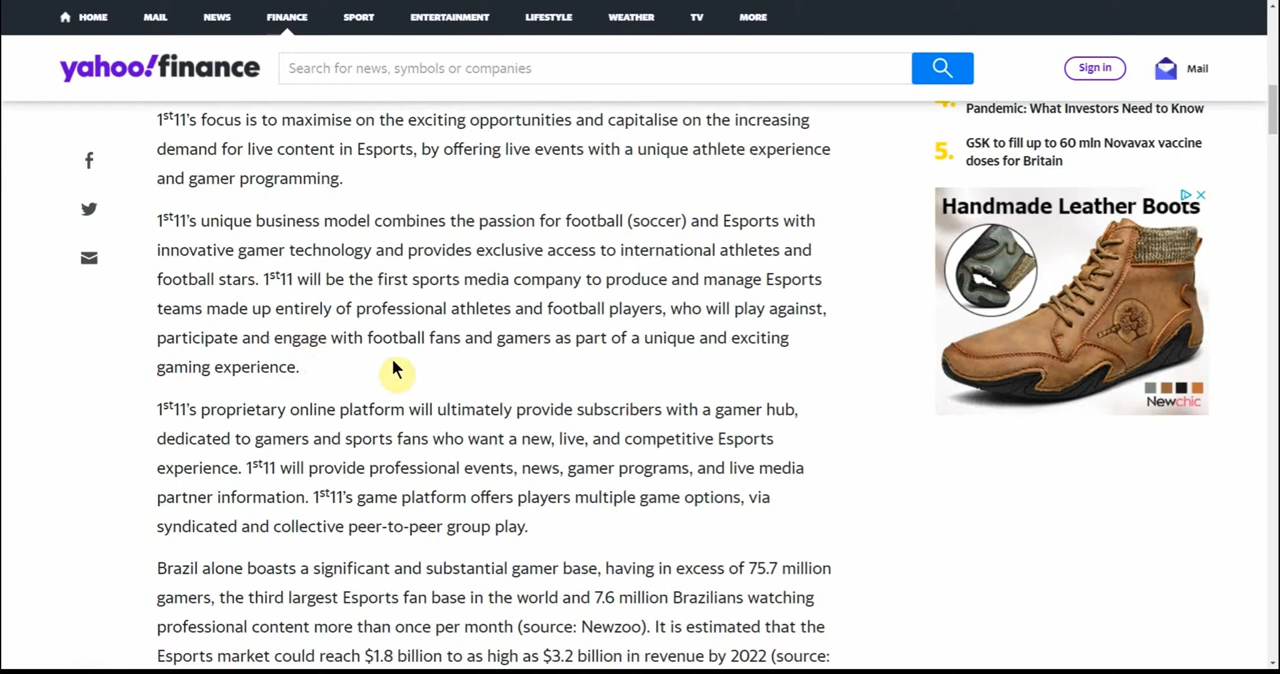 HOME MAIL NEWS FINANCE SPORT ENTERTAINMENT LIFESTYLE WEATHER TV MORE
yahoo!finance Search for news, symbols or companies Sign in Mail
1st11's focus is to maximise on the exciting opportunities and capitalise on the increasing
demand for live content in Esports, by offering live events with a unique athlete experience
and gamer programming.
1st11's unique business model combines the passion for football (soccer) and Esports with
innovative gamer technology and provides exclusive access to international athletes and
football stars. 1st11 will be the first sports media company to produce and manage Esports
teams made up entirely of professional athletes and football players, who will play against,
participate and engage with football fans and gamers as part of a unique and exciting
gaming experience.
1st11's proprietary online platform will ultimately provide subscribers with a gamer hub,
dedicated to gamers and sports fans who want a new, live, and competitive Esports
experience. 1st11 will provide professional events, news, gamer programs, and live media
partner information. 1st11's game platform offers players multiple game options, via
syndicated and collective peer-to-peer group play.
Brazil alone boasts a significant and substantial gamer base, having in excess of 75.7 million
gamers, the third largest Esports fan base in the world and 7.6 million Brazilians watching
professional content more than once per month (source: Newzoo). It is estimated that the
Esports market could reach $1.8 billion to as high as $3.2 billion in revenue by 2022 (source:
4. Pandemic: What Investors Need to Know
5. GSK to fill up to 60 mln Novavax vaccine
doses for Britain
Handmade Leather Boots
Newchic